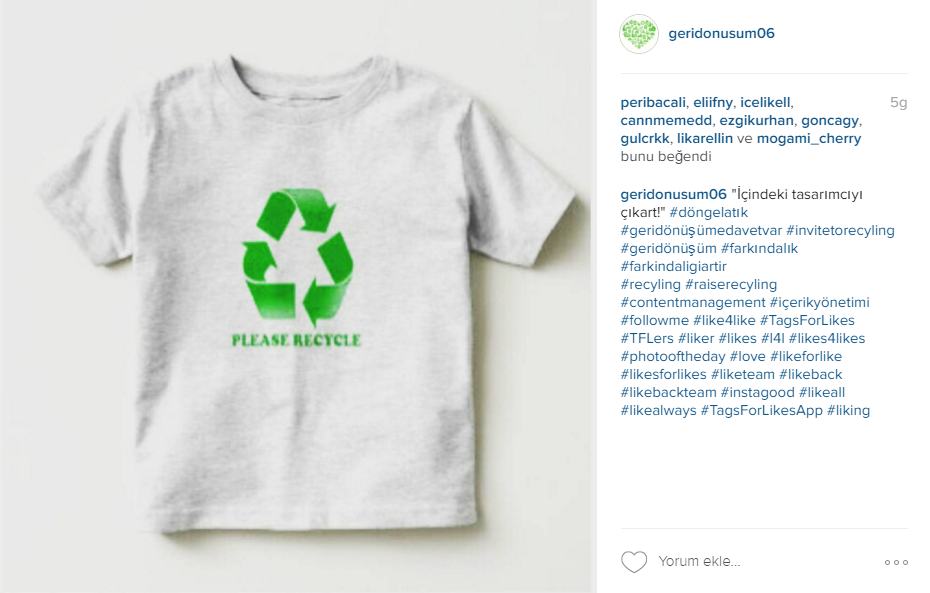 PLEASE RECYCLE
geridonusum06
peribacali, eliifny, icelikell, 5g
cannmemedd, ezgikurhan, goncagy,
gulcrkk, likarellin ve mogami_cherry
bunu beğendi
geridonusum06 "İçindeki tasarımcıyı
çıkart!" #döngelatık
#geridönüşümedavetvar #invitetorecyling
#geridönüşüm #farkındalık
#farkindaligiartir
#recyling #raiserecyling
#contentmanagement #içerikyönetimi
#followme #like4like #TagsForLikes
#TFLers #liker #likes #l4l #likes4likes
#photooftheday #love #likeforlike
#likesforlikes #liketeam #likeback
#likebackteam #instagood #likeall
#likealways #TagsForLikesApp #liking
Yorum ekle...